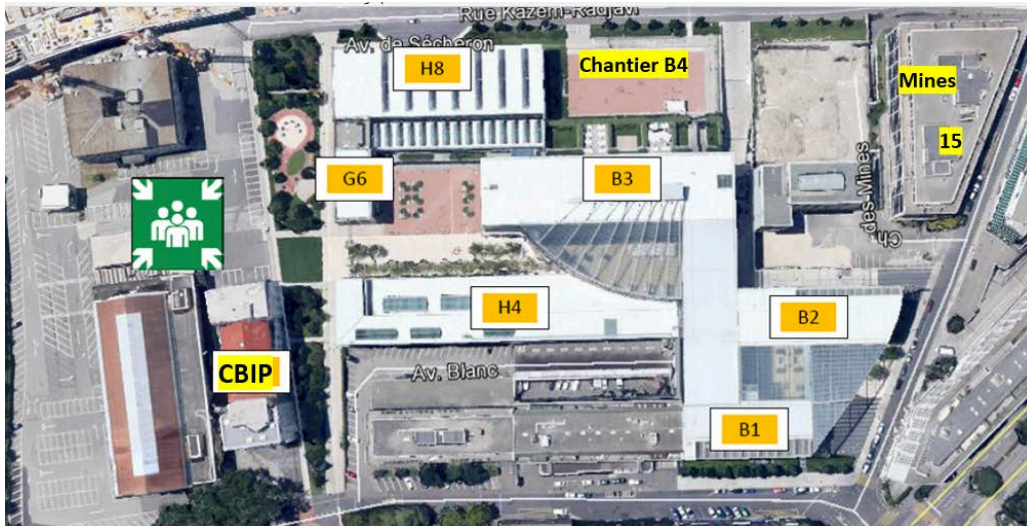 Rue Kazem-Radjavi
Av. de Sécheron
H8
Chantier B4
Mines
15
G6
B3
Ch. des-Mines
H4
B2
CBIP
Av. Blanc
B1